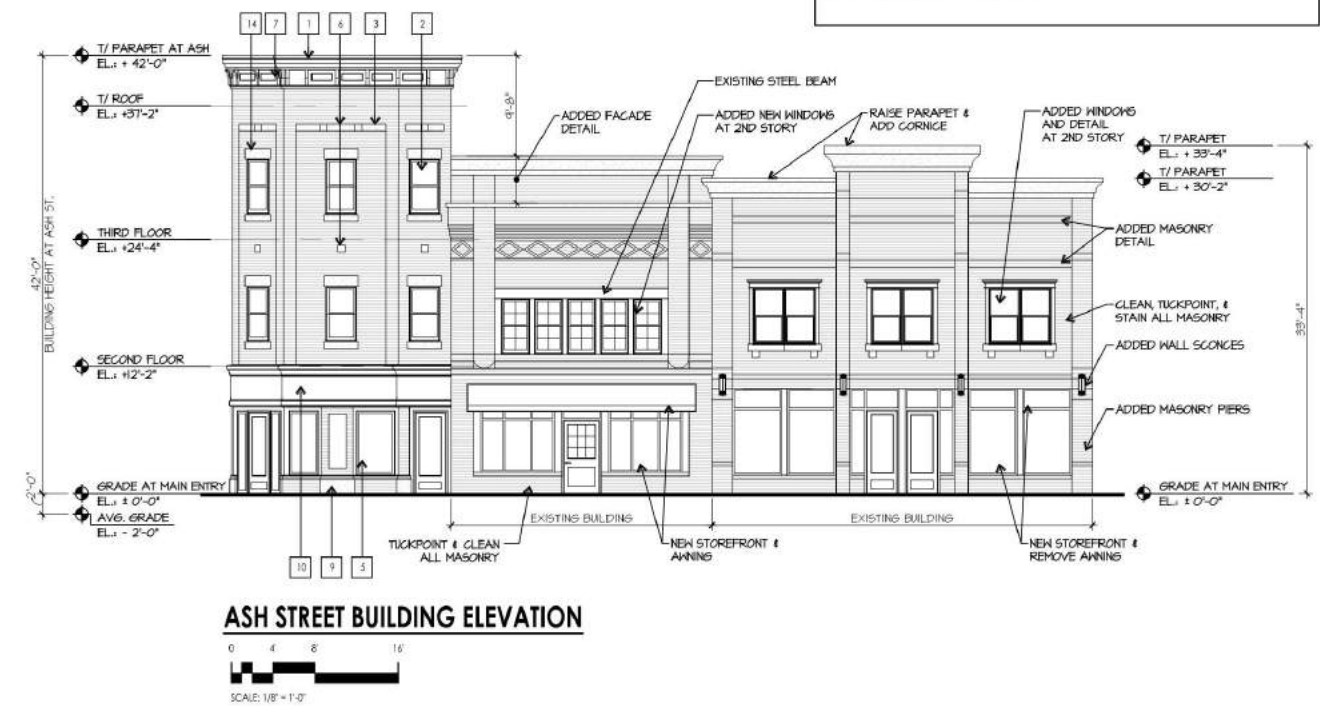 14 7 1 6 3 2
T/ PARAPET AT ASH
EL.: + 42'-0"
T/ ROOF
EL.: +37'-2"
9'-8"
ADDED FACADE
DETAIL
EXISTING STEEL BEAM
ADDED NEW WINDOWS
AT 2ND STORY
RAISE PARAPET &
ADD CORNICE
ADDED WINDOWS
AND DETAIL
AT 2ND STORY
T/ PARAPET
EL.: + 33'-4"
T/ PARAPET
EL.: + 30'-2"
THIRD FLOOR
EL.: +24'-4"
ADDED MASONRY
DETAIL
42'-0"
BUILDING HEIGHT AT ASH ST.
CLEAN, TUCKPOINT, &
STAIN ALL MASONRY
33'-4"
ADDED WALL SCONCES
SECOND FLOOR
EL.: +12'-2"
ADDED MASONRY PIERS
GRADE AT MAIN ENTRY
EL.: ± 0'-0"
2'-0"
AVG. GRADE
EL.: - 2'-0"
GRADE AT MAIN ENTRY
EL.: ± 0'-0"
EXISTING BUILDING
EXISTING BUILDING
TUCKPOINT & CLEAN
ALL MASONRY
NEW STOREFRONT &
AWNING
NEW STOREFRONT &
REMOVE AWNING
10 9 5
ASH STREET BUILDING ELEVATION
0 4' 8' 16'
SCALE: 1/8" = 1'-0"